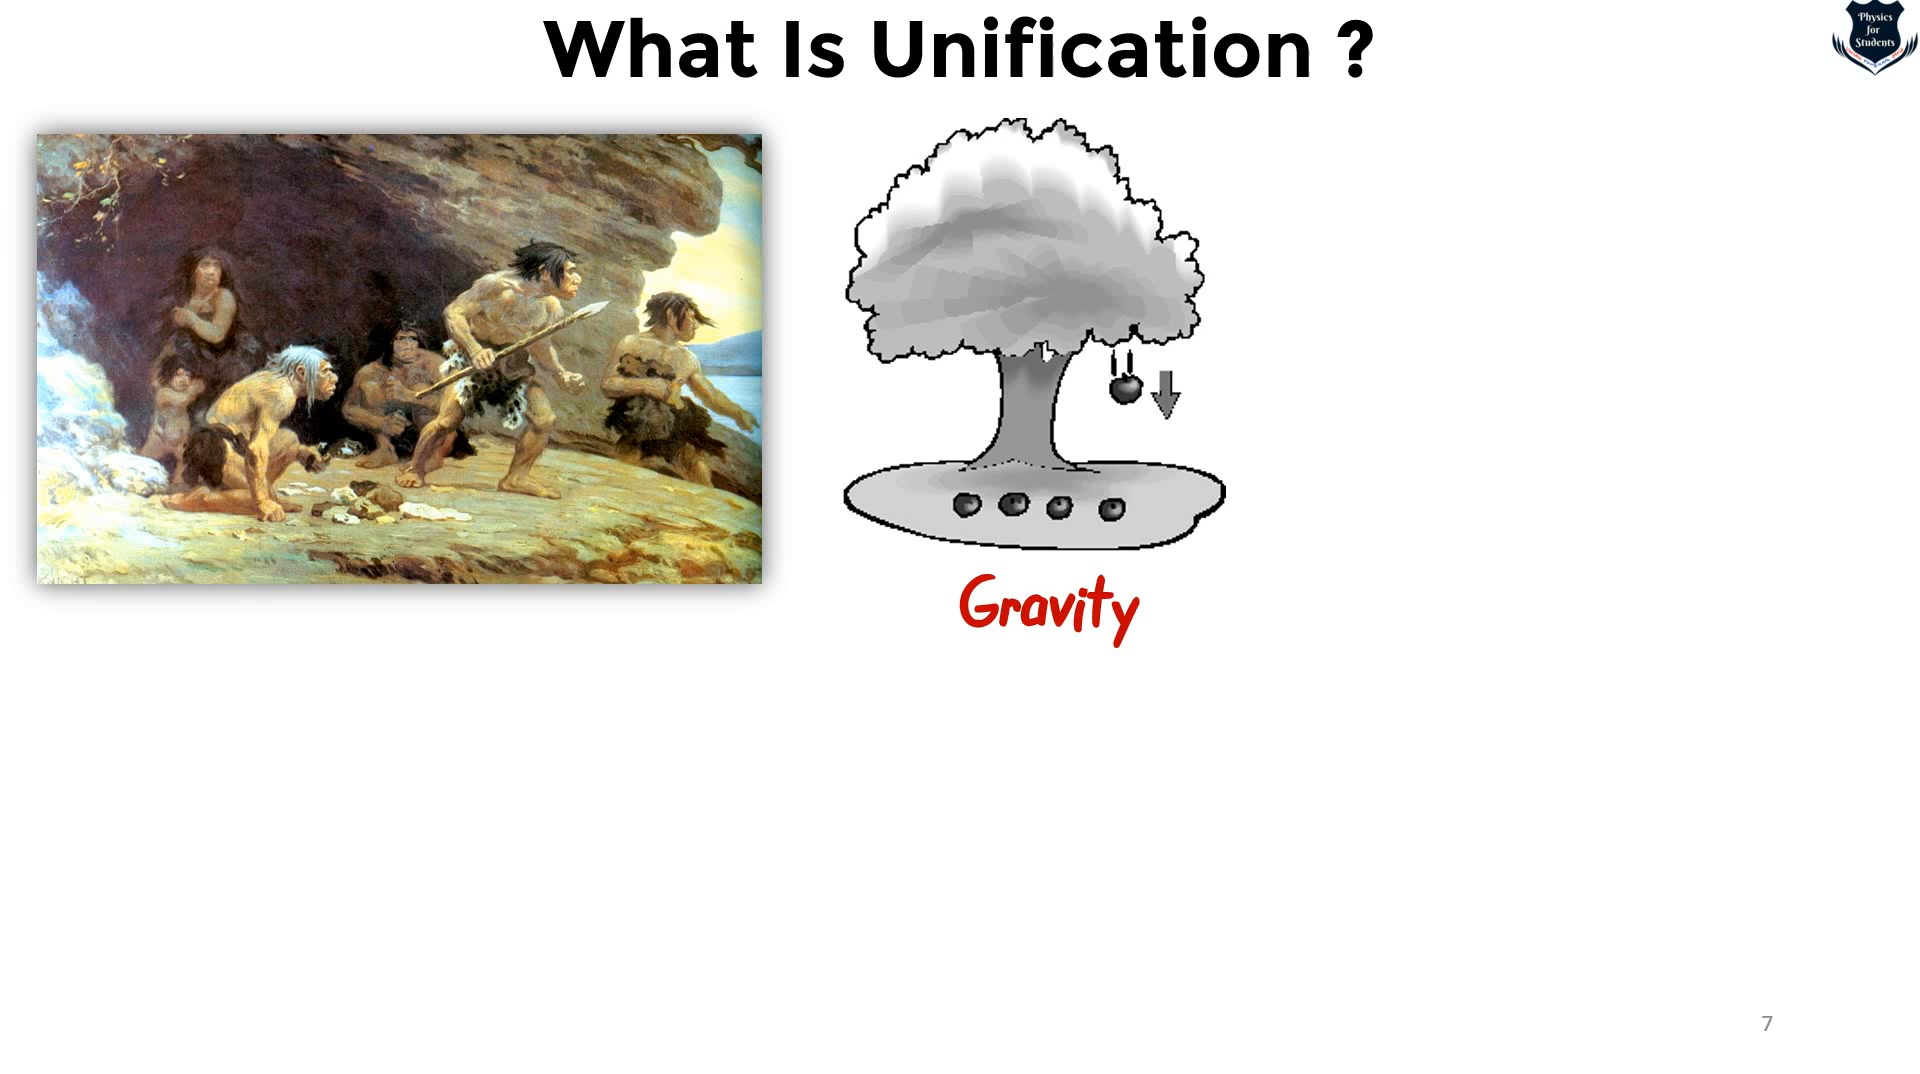 What Is Unification ?
Physics
for
Students
Gravity
7